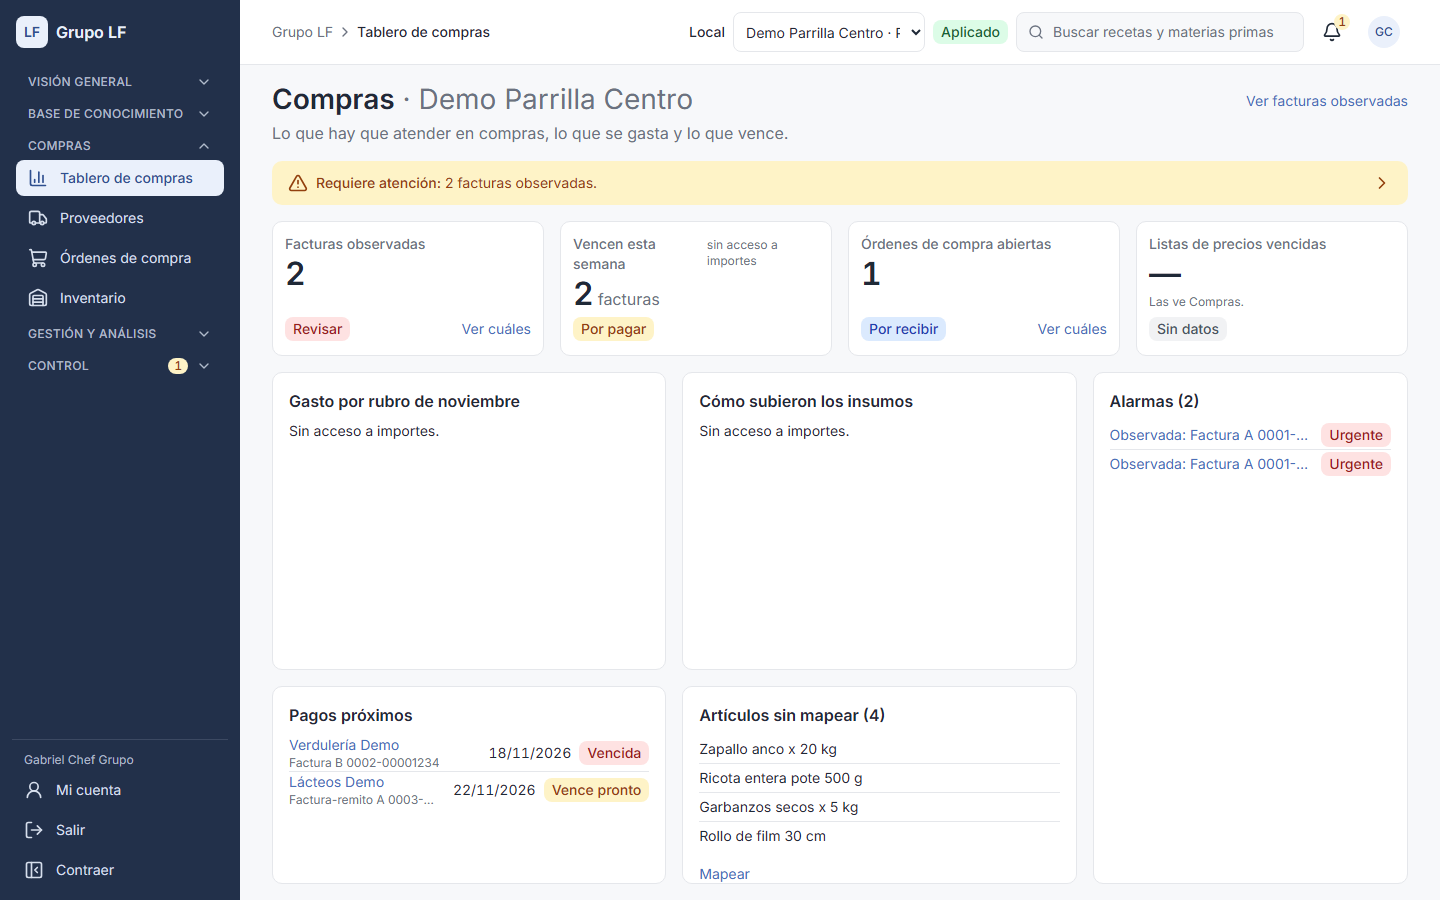 LF Grupo LF
VISIÓN GENERAL
BASE DE CONOCIMIENTO
COMPRAS
Tablero de compras
Proveedores
Órdenes de compra
Inventario
GESTIÓN Y ANÁLISIS
CONTROL 1
Gabriel Chef Grupo
Mi cuenta
Salir
Contraer
Grupo LF > Tablero de compras
Local Demo Parrilla Centro · Aplicado Buscar recetas y materias primas 1 GC
Compras · Demo Parrilla Centro
Ver facturas observadas
Lo que hay que atender en compras, lo que se gasta y lo que vence.
Requiere atención: 2 facturas observadas.
Facturas observadas
2
Revisar Ver cuáles
Vencen esta
semana
sin acceso a
importes
2 facturas
Por pagar
Órdenes de compra abiertas
1
Por recibir Ver cuáles
Listas de precios vencidas
—
Las ve Compras.
Sin datos
Gasto por rubro de noviembre
Sin acceso a importes.
Cómo subieron los insumos
Sin acceso a importes.
Alarmas (2)
Observada: Factura A 0001-... Urgente
Observada: Factura A 0001-... Urgente
Pagos próximos
Verdulería Demo
Factura B 0002-00001234
18/11/2026 Vencida
Lácteos Demo
Factura-remito A 0003-...
22/11/2026 Vence pronto
Artículos sin mapear (4)
Zapallo anco x 20 kg
Ricota entera pote 500 g
Garbanzos secos x 5 kg
Rollo de film 30 cm
Mapear